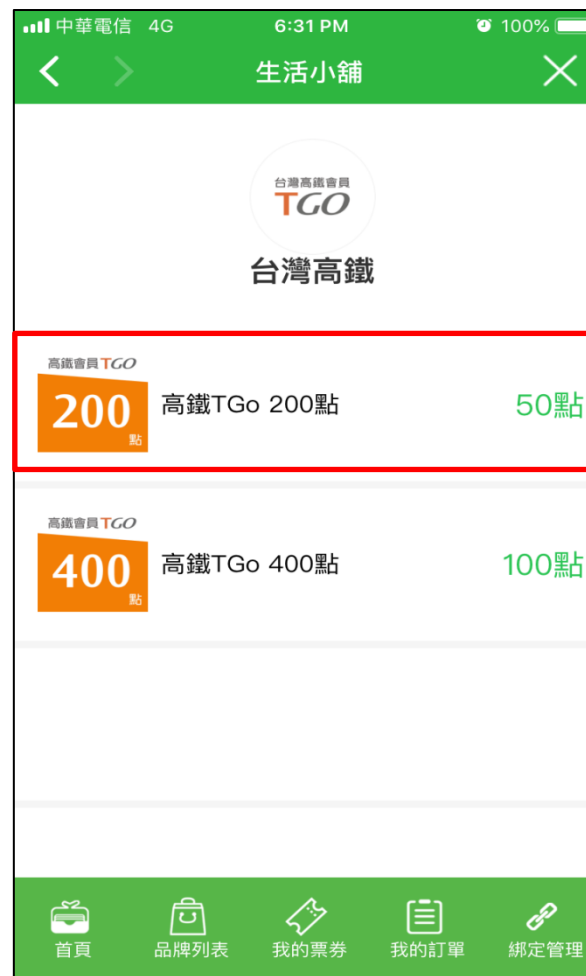 中華電信 4G 6:31 PM 100%
生活小舖
台灣高鐵會員
TGO
台灣高鐵
高鐵會員TGO
200
點
高鐵TGo 200點 50點
高鐵會員TGO
400
點
高鐵TGo 400點 100點
首頁 品牌列表 我的票券 我的訂單 綁定管理